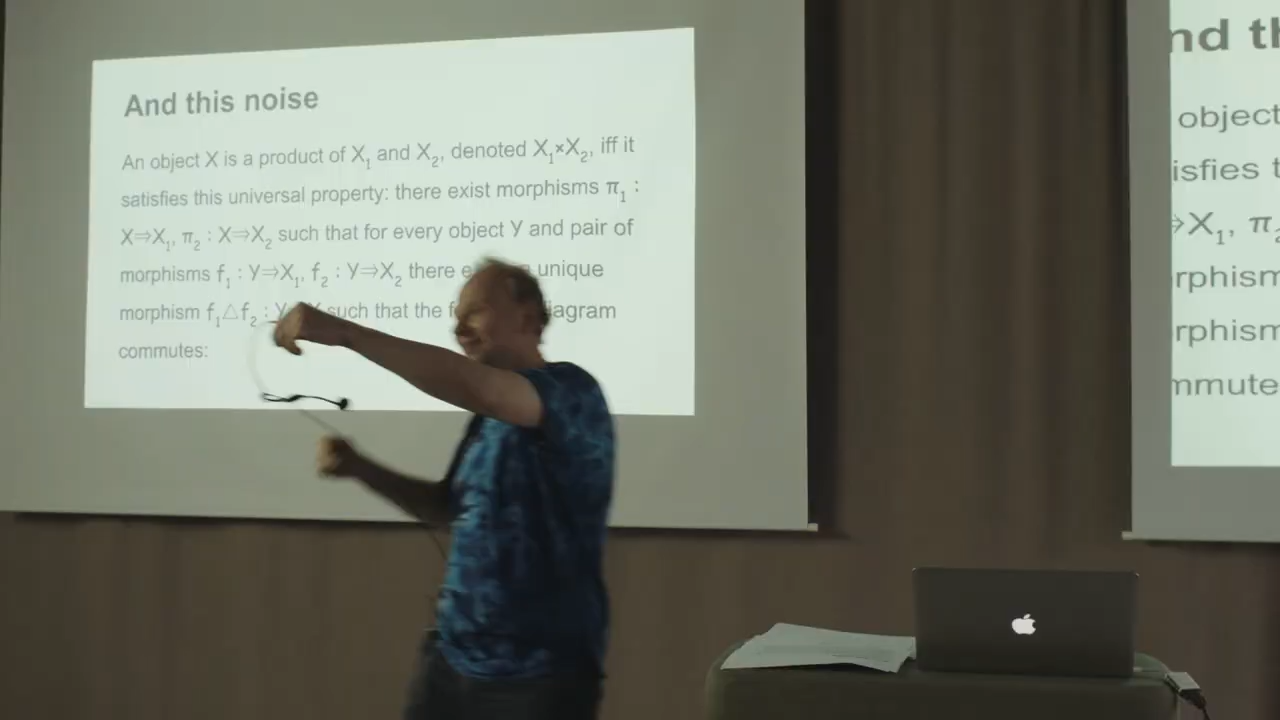 And this noise
An object X is a product of X₁ and X₂, denoted X₁×X₂, iff it
satisfies this universal property: there exist morphisms π₁ :
X⇒X₁, π₂ : X⇒X₂ such that for every object Y and pair of
morphisms f₁ : Y⇒X₁, f₂ : Y⇒X₂ there unique
morphism f₁△f₂ : such that the diagram
commutes:
nd th
object
isfies t
⇒X₁, π₂
rphism
rphism
mmute